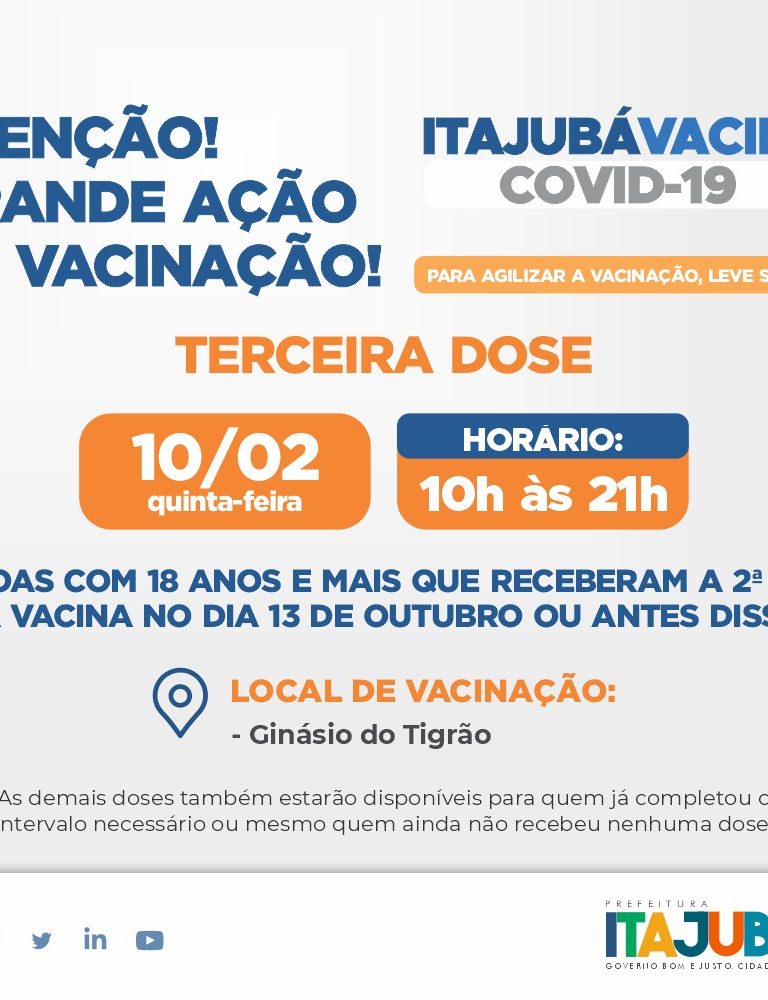 ENÇÃO!
ANDE AÇÃO
VACINAÇÃO!
ITAJUBÁVACI
COVID-19
PARA AGILIZAR A VACINAÇÃO, LEVE S
TERCEIRA DOSE
10/02
quinta-feira
HORÁRIO:
10h às 21h
OAS COM 18 ANOS E MAIS QUE RECEBERAM A 2ª
VACINA NO DIA 13 DE OUTUBRO OU ANTES DISS
LOCAL DE VACINAÇÃO:
- Ginásio do Tigrão
As demais doses também estarão disponíveis para quem já completou o
ntervalo necessário ou mesmo quem ainda não recebeu nenhuma dose
PREFEITURA
ITAJUB
GOVERNO BOM E JUSTO, CIDAD